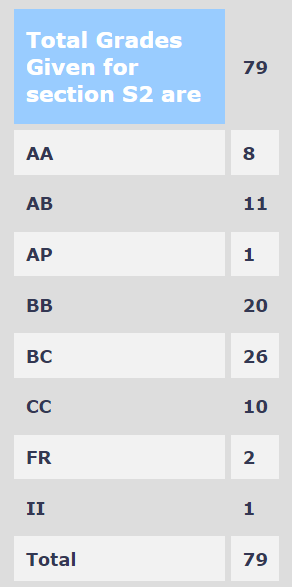 Total Grades
Given for
section S2 are 79
AA 8
AB 11
AP 1
BB 20
BC 26
CC 10
FR 2
II 1
Total 79